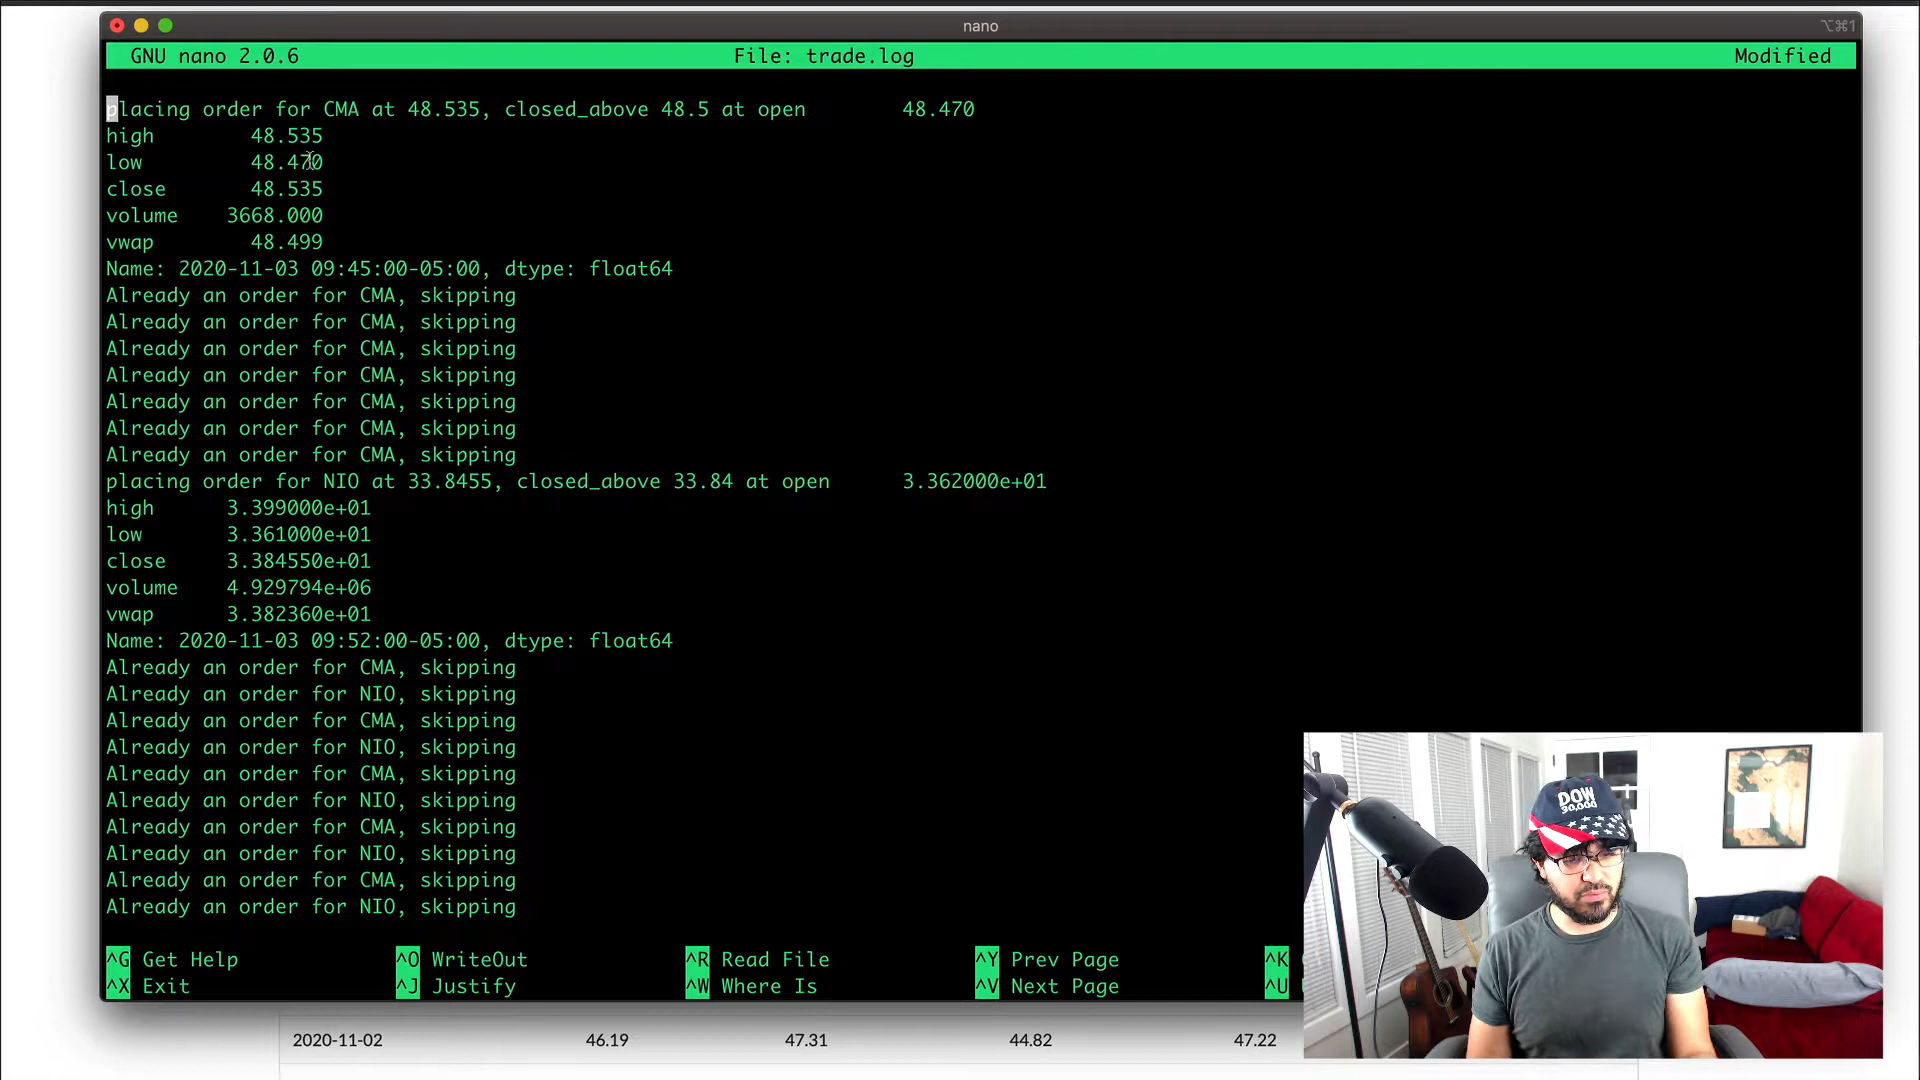 nano
⌥⌘1
GNU nano 2.0.6 File: trade.log Modified
placing order for CMA at 48.535, closed_above 48.5 at open 48.470
high 48.535
low 48.470
close 48.535
volume 3668.000
vwap 48.499
Name: 2020-11-03 09:45:00-05:00, dtype: float64
Already an order for CMA, skipping
Already an order for CMA, skipping
Already an order for CMA, skipping
Already an order for CMA, skipping
Already an order for CMA, skipping
Already an order for CMA, skipping
Already an order for CMA, skipping
placing order for NIO at 33.8455, closed_above 33.84 at open 3.362000e+01
high 3.399000e+01
low 3.361000e+01
close 3.384550e+01
volume 4.929794e+06
vwap 3.382360e+01
Name: 2020-11-03 09:52:00-05:00, dtype: float64
Already an order for CMA, skipping
Already an order for NIO, skipping
Already an order for CMA, skipping
Already an order for NIO, skipping
Already an order for CMA, skipping
Already an order for NIO, skipping
Already an order for CMA, skipping
Already an order for NIO, skipping
Already an order for CMA, skipping
Already an order for NIO, skipping
^G Get Help ^O WriteOut ^R Read File ^Y Prev Page ^K
^X Exit ^J Justify ^W Where Is ^V Next Page ^U
2020-11-02 46.19 47.31 44.82 47.22
DOW
30,000